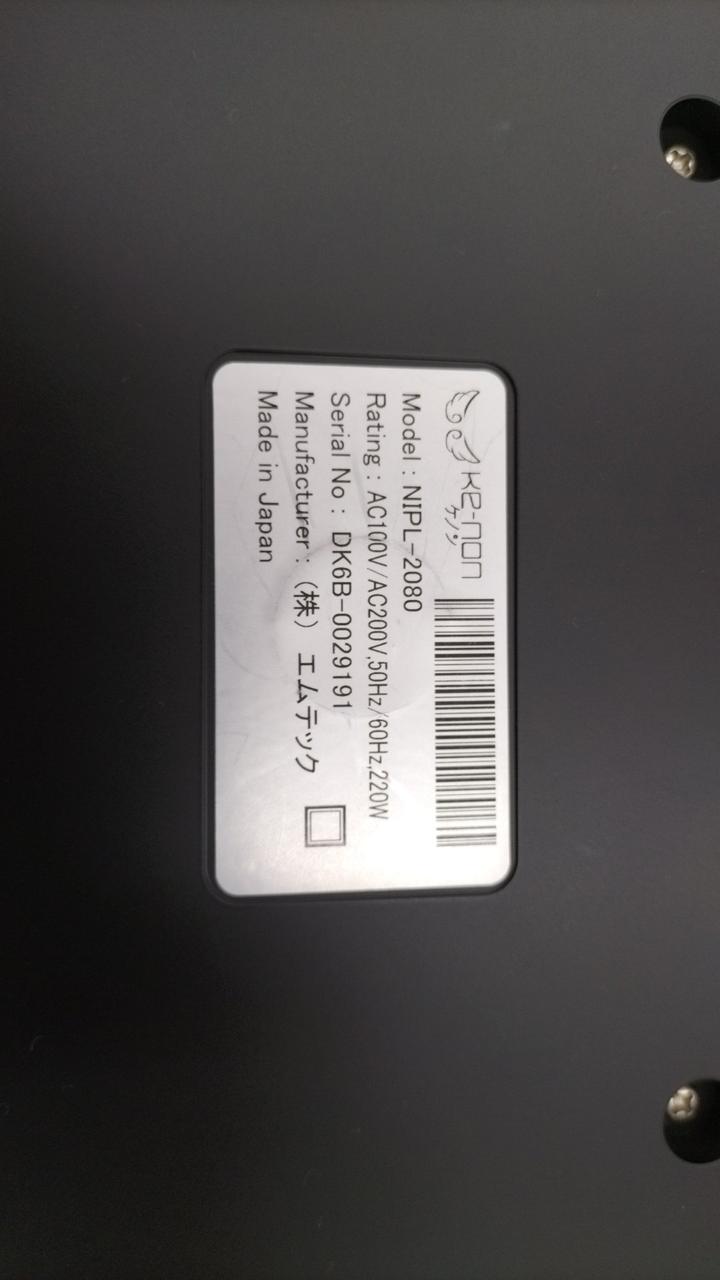 ke-non
ケノン
Model : NIPL-2080
Rating : AC100V/AC200V,50Hz/60Hz,220W
Serial No : DK6B-0029191
Manufacturer : (株) エムテック
Made in Japan